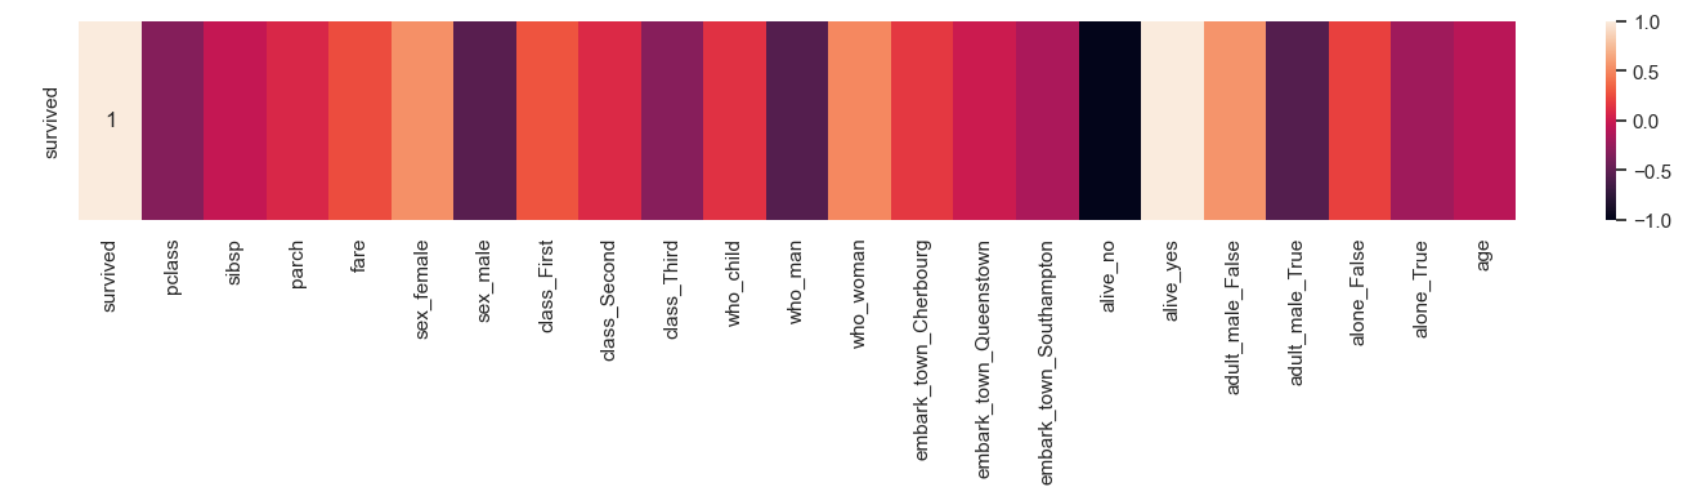 survived
1
survived
pclass
sibsp
parch
fare
sex_female
sex_male
class_First
class_Second
class_Third
who_child
who_man
who_woman
embark_town_Cherbourg
embark_town_Queenstown
embark_town_Southampton
alive_no
alive_yes
adult_male_False
adult_male_True
alone_False
alone_True
age
1.0
0.5
0.0
−0.5
−1.0